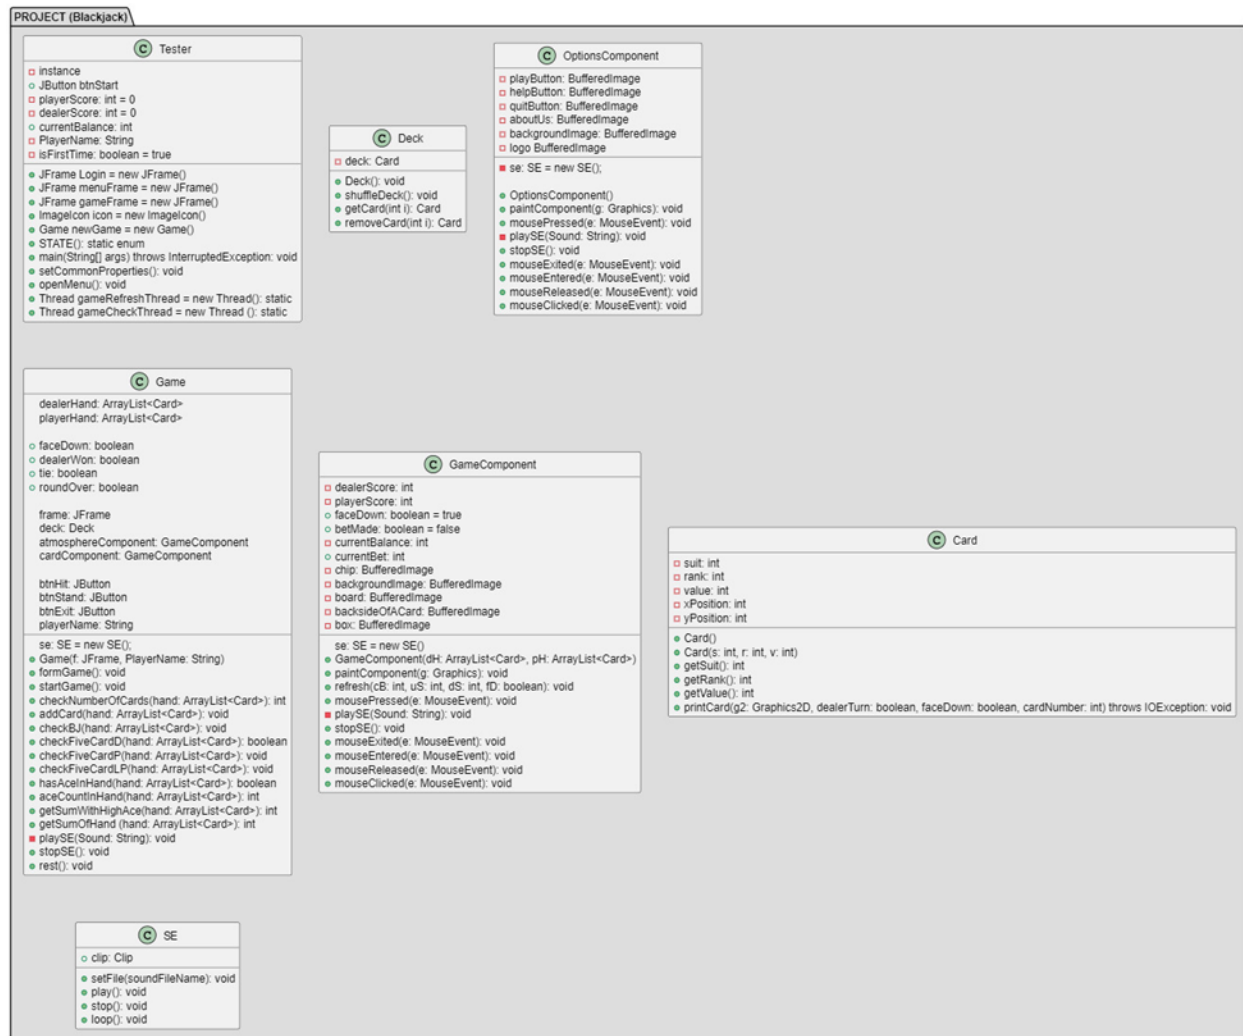 PROJECT (Blackjack)
C Tester
instance
JButton btnStart
playerScore: int = 0
dealerScore: int = 0
currentBalance: int
PlayerName: String
isFirstTime: boolean = true
JFrame Login = new JFrame()
JFrame menuFrame = new JFrame()
JFrame gameFrame = new JFrame()
ImageIcon icon = new ImageIcon()
Game newGame = new Game()
STATE(): static enum
main(String[] args) throws InterruptedException: void
setCommonProperties(): void
openMenu(): void
Thread gameRefreshThread = new Thread(): static
Thread gameCheckThread = new Thread (): static
C Deck
deck: Card
Deck(): void
shuffleDeck(): void
getCard(int i): Card
removeCard(int i): Card
C OptionsComponent
playButton: BufferedImage
helpButton: BufferedImage
quitButton: BufferedImage
aboutUs: BufferedImage
backgroundImage: BufferedImage
logo BufferedImage
se: SE = new SE();
OptionsComponent()
paintComponent(g: Graphics): void
mousePressed(e: MouseEvent): void
playSE(Sound: String): void
stopSE(): void
mouseExited(e: MouseEvent): void
mouseEntered(e: MouseEvent): void
mouseReleased(e: MouseEvent): void
mouseClicked(e: MouseEvent): void
C Game
dealerHand: ArrayList<Card>
playerHand: ArrayList<Card>
faceDown: boolean
dealerWon: boolean
tie: boolean
roundOver: boolean
frame: JFrame
deck: Deck
atmosphereComponent: GameComponent
cardComponent: GameComponent
btnHit: JButton
btnStand: JButton
btnExit: JButton
playerName: String
se: SE = new SE();
Game(f: JFrame, PlayerName: String)
formGame(): void
startGame(): void
checkNumberOfCards(hand: ArrayList<Card>): int
addCard(hand: ArrayList<Card>): void
checkBJ(hand: ArrayList<Card>): void
checkFiveCardD(hand: ArrayList<Card>): boolean
checkFiveCardP(hand: ArrayList<Card>): void
checkFiveCardLP(hand: ArrayList<Card>): void
hasAceInHand(hand: ArrayList<Card>): boolean
aceCountInHand(hand: ArrayList<Card>): int
getSumWithHighAce(hand: ArrayList<Card>): int
getSumOfHand (hand: ArrayList<Card>): int
playSE(Sound: String): void
stopSE(): void
rest(): void
C GameComponent
dealerScore: int
playerScore: int
faceDown: boolean = true
betMade: boolean = false
currentBalance: int
currentBet: int
chip: BufferedImage
backgroundImage: BufferedImage
board: BufferedImage
backsideOfACard: BufferedImage
box: BufferedImage
se: SE = new SE()
GameComponent(dH: ArrayList<Card>, pH: ArrayList<Card>)
paintComponent(g: Graphics): void
refresh(cB: int, uS: int, dS: int, fD: boolean): void
mousePressed(e: MouseEvent): void
playSE(Sound: String): void
stopSE(): void
mouseExited(e: MouseEvent): void
mouseEntered(e: MouseEvent): void
mouseReleased(e: MouseEvent): void
mouseClicked(e: MouseEvent): void
C Card
suit: int
rank: int
value: int
xPosition: int
yPosition: int
Card()
Card(s: int, r: int, v: int)
getSuit(): int
getRank(): int
getValue(): int
printCard(g2: Graphics2D, dealerTurn: boolean, faceDown: boolean, cardNumber: int) throws IOException: void
C SE
clip: Clip
setFile(soundFileName): void
play(): void
stop(): void
loop(): void